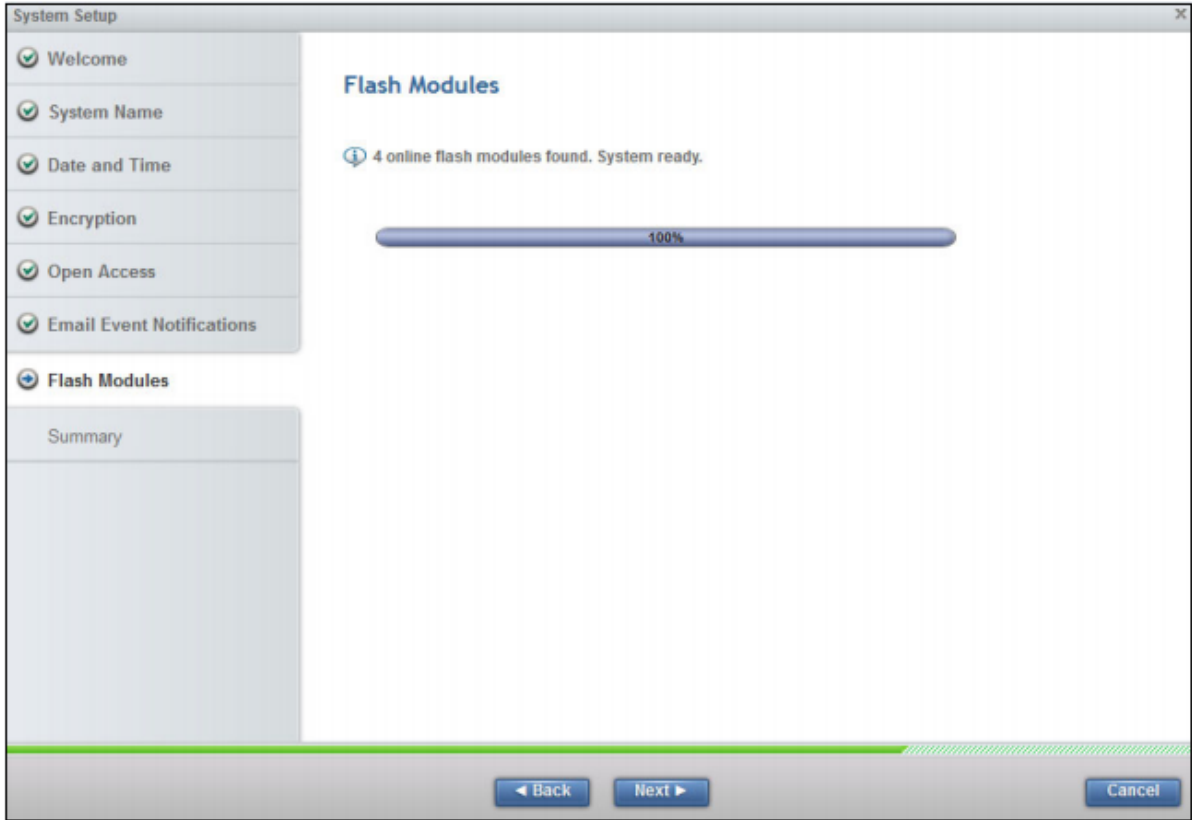 System Setup
Welcome
System Name
Date and Time
Encryption
Open Access
Email Event Notifications
Flash Modules
Summary
Flash Modules
4 online flash modules found. System ready.
100%
Back
Next
Cancel